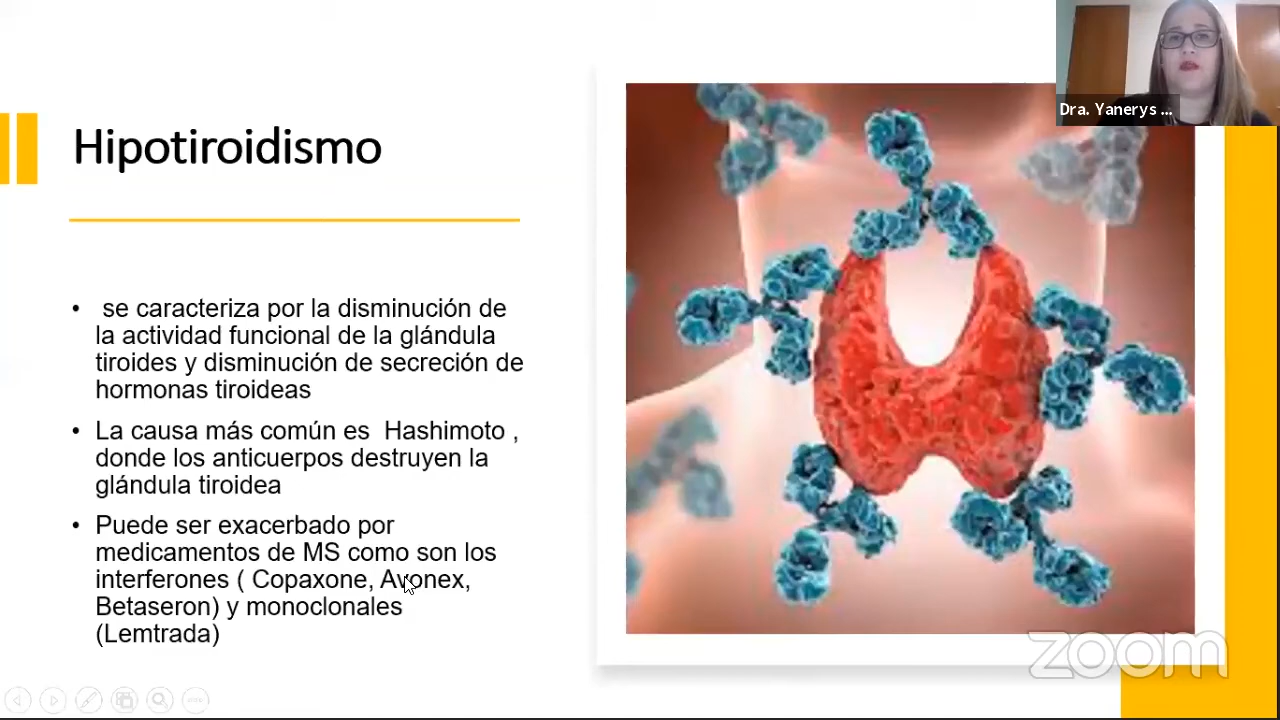 Dra. Yanerys ...
Hipotiroidismo
• se caracteriza por la disminución de
la actividad funcional de la glándula
tiroides y disminución de secreción de
hormonas tiroideas
• La causa más común es Hashimoto ,
donde los anticuerpos destruyen la
glándula tiroidea
• Puede ser exacerbado por
medicamentos de MS como son los
interferones ( Copaxone, Avonex,
Betaseron) y monoclonales
(Lemtrada)
zoom